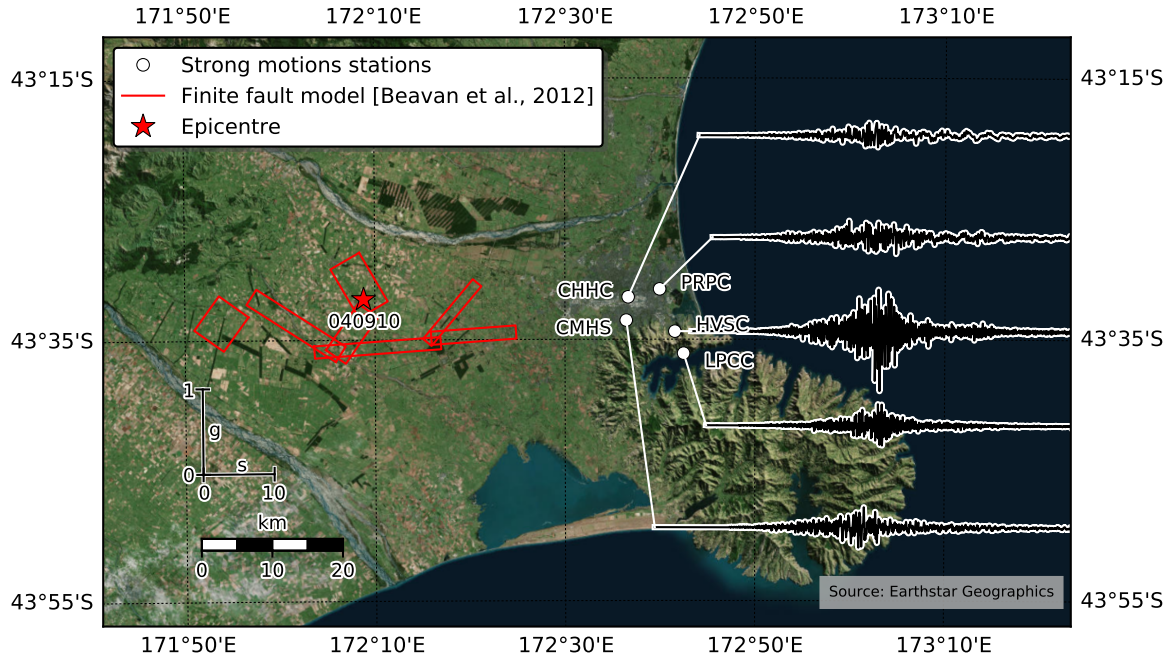 171°50'E 172°10'E 172°30'E 172°50'E 173°10'E
43°15'S 43°15'S
Strong motions stations
Finite fault model [Beavan et al., 2012]
Epicentre
CHHC PRPC
040910 CMHS HVSC
43°35'S 43°35'S
LPCC
1
g
s
0
0 10
km
0 10 20
Source: Earthstar Geographics
43°55'S 43°55'S
171°50'E 172°10'E 172°30'E 172°50'E 173°10'E